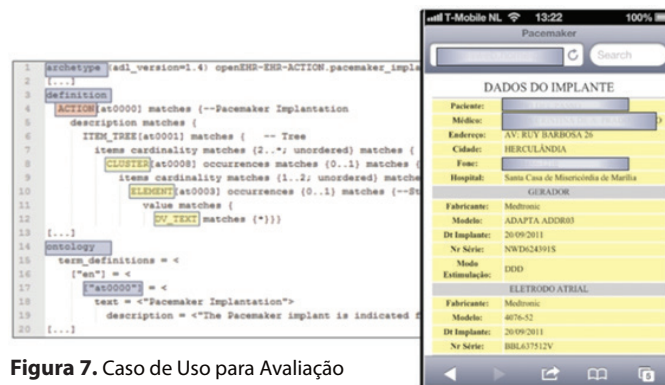 1 archetype (adl_version=1.4) openEHR-EHR-ACTION.pacemaker_impla
2 [...]
3 definition
4 ACTION[at0000] matches {--Pacemaker Implantation
5 description matches {
6 ITEM_TREE[at0001] matches { -- Tree
7 items cardinality matches {2..*; unordered} matches {
8 CLUSTER[at0008] occurrences matches {0..1} matches {
9 items cardinality matches {1..2; unordered} matche
10 ELEMENT[at0003] occurrences {0..1} matches {--St
11 value matches {
12 DV_TEXT matches {*}}}
13 [...]
14 ontology
15 term_definitions = <
16 ["en"] = <
17 ["at0000"] = <
18 text = <"Pacemaker Implantation">
19 description = <"The Pacemaker implant is indicated f
20 [...]
Figura 7. Caso de Uso para Avaliação
T-Mobile NL 13:22 100%
Pacemaker
Search
DADOS DO IMPLANTE
Paciente:
Médico: O
Endereço: AV: RUY BARBOSA 26
Cidade: HERCULÂNDIA
Fone:
Hospital: Santa Casa de Misericórdia de Marília
GERADOR
Fabricante: Medtronic
Modelo: ADAPTA ADDR03
Dt Implante: 20/09/2011
Nr Série: NWD624391S
Modo
Estimulação: DDD
ELETRODO ATRIAL
Fabricante: Medtronic
Modelo: 4076-52
Dt Implante: 20/09/2011
Nr Série: BBL637512V
5